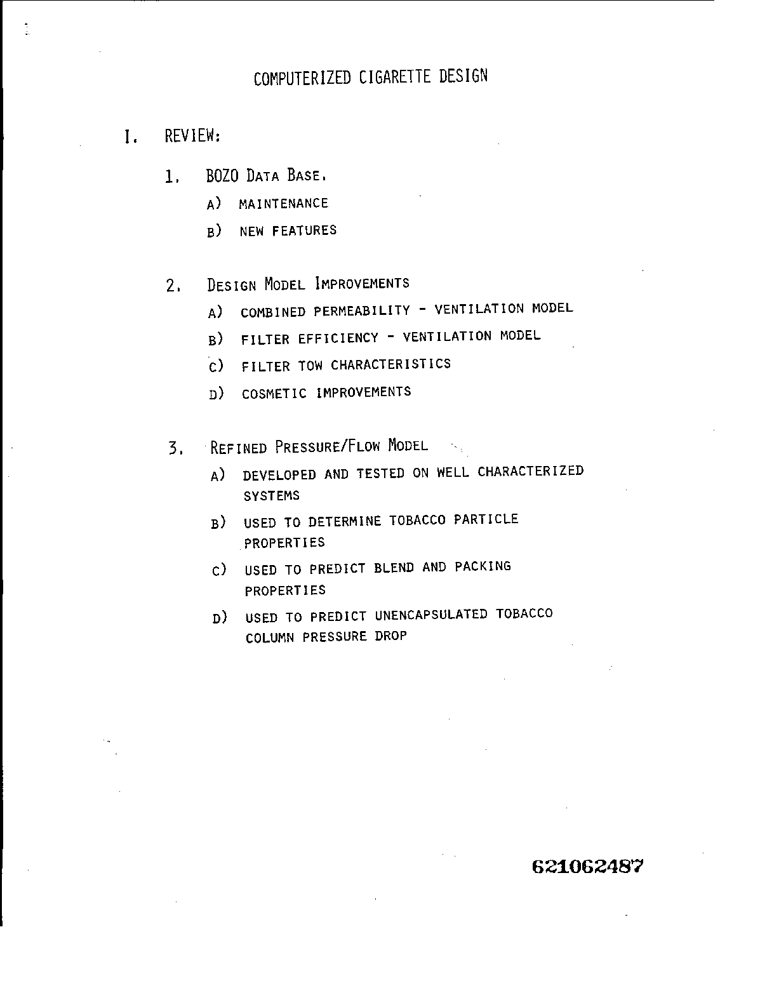 COMPUTERIZED CIGARETTE DESIGN
I. REVIEW:
1. BOZO DATA BASE.
A) MAINTENANCE
B) NEW FEATURES
2. DESIGN MODEL IMPROVEMENTS
A) COMBINED PERMEABILITY - VENTILATION MODEL
B) FILTER EFFICIENCY - VENTILATION MODEL
C) FILTER TOW CHARACTERISTICS
D) COSMETIC IMPROVEMENTS
3. REFINED PRESSURE/FLOW MODEL
A) DEVELOPED AND TESTED ON WELL CHARACTERIZED
SYSTEMS
B) USED TO DETERMINE TOBACCO PARTICLE
PROPERTIES
C) USED TO PREDICT BLEND AND PACKING
PROPERTIES
D) USED TO PREDICT UNENCAPSULATED TOBACCO
COLUMN PRESSURE DROP
621062487